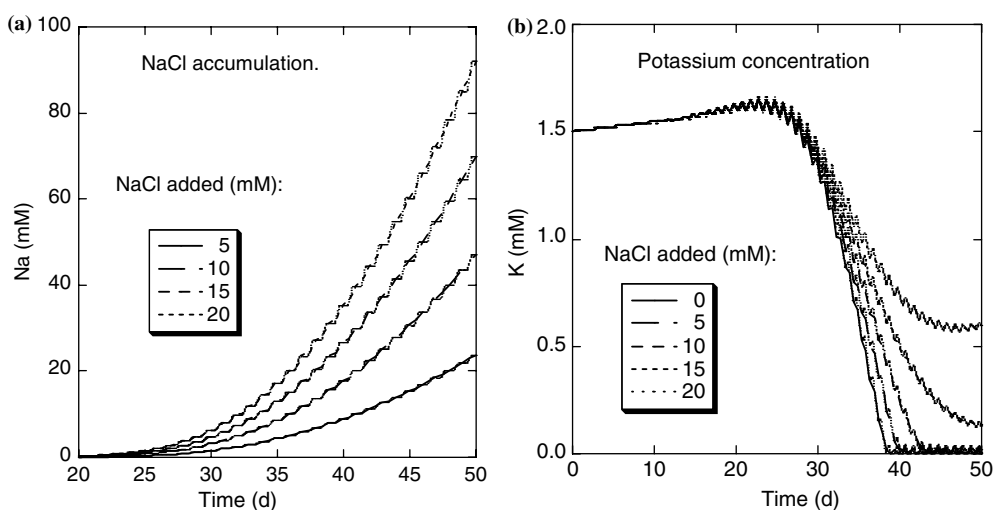 (a)
100
80
60
40
20
0
Na (mM)
NaCl accumulation.
NaCl added (mM):
5
10
15
20
20 25 30 35 40 45 50
Time (d)
(b)
2.0
1.5
1.0
0.5
0.0
K (mM)
Potassium concentration
NaCl added (mM):
0
5
10
15
20
0 10 20 30 40 50
Time (d)